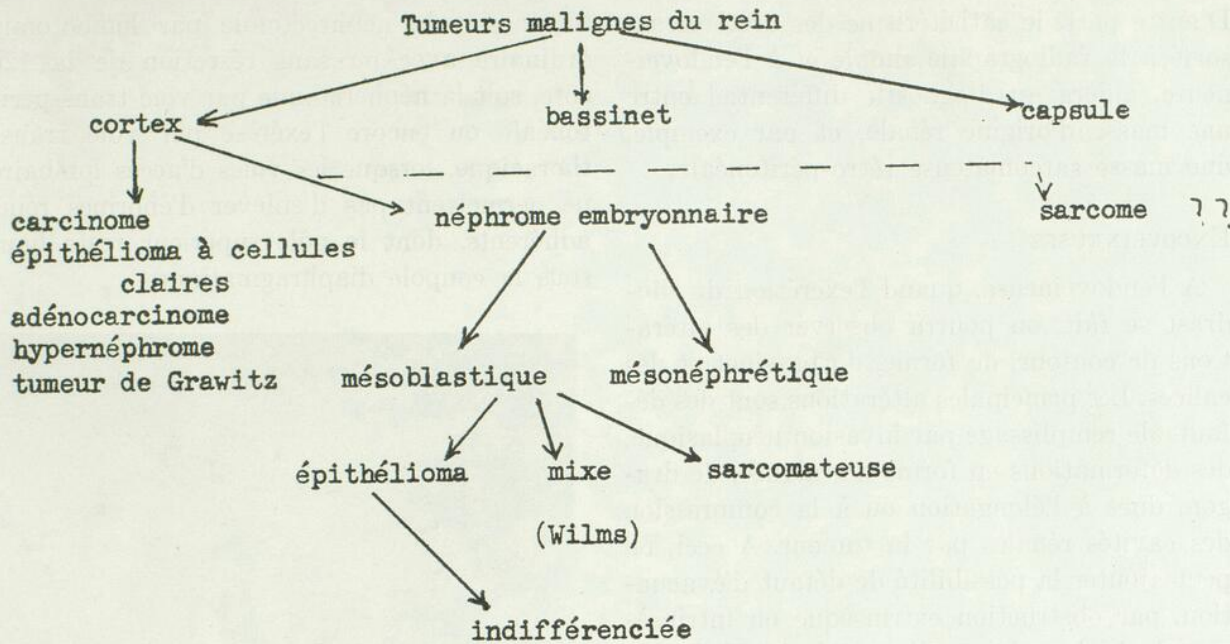 Tumeurs malignes du rein
cortex bassinet capsule
néphrome embryonnaire sarcome ? ?
carcinome
épithélioma à cellules
claires
adénocarcinome
hypernéphrome
tumeur de Grawitz mésoblastique mésonéphrétique
épithélioma mixe sarcomateuse
(Wilms)
indifférenciée